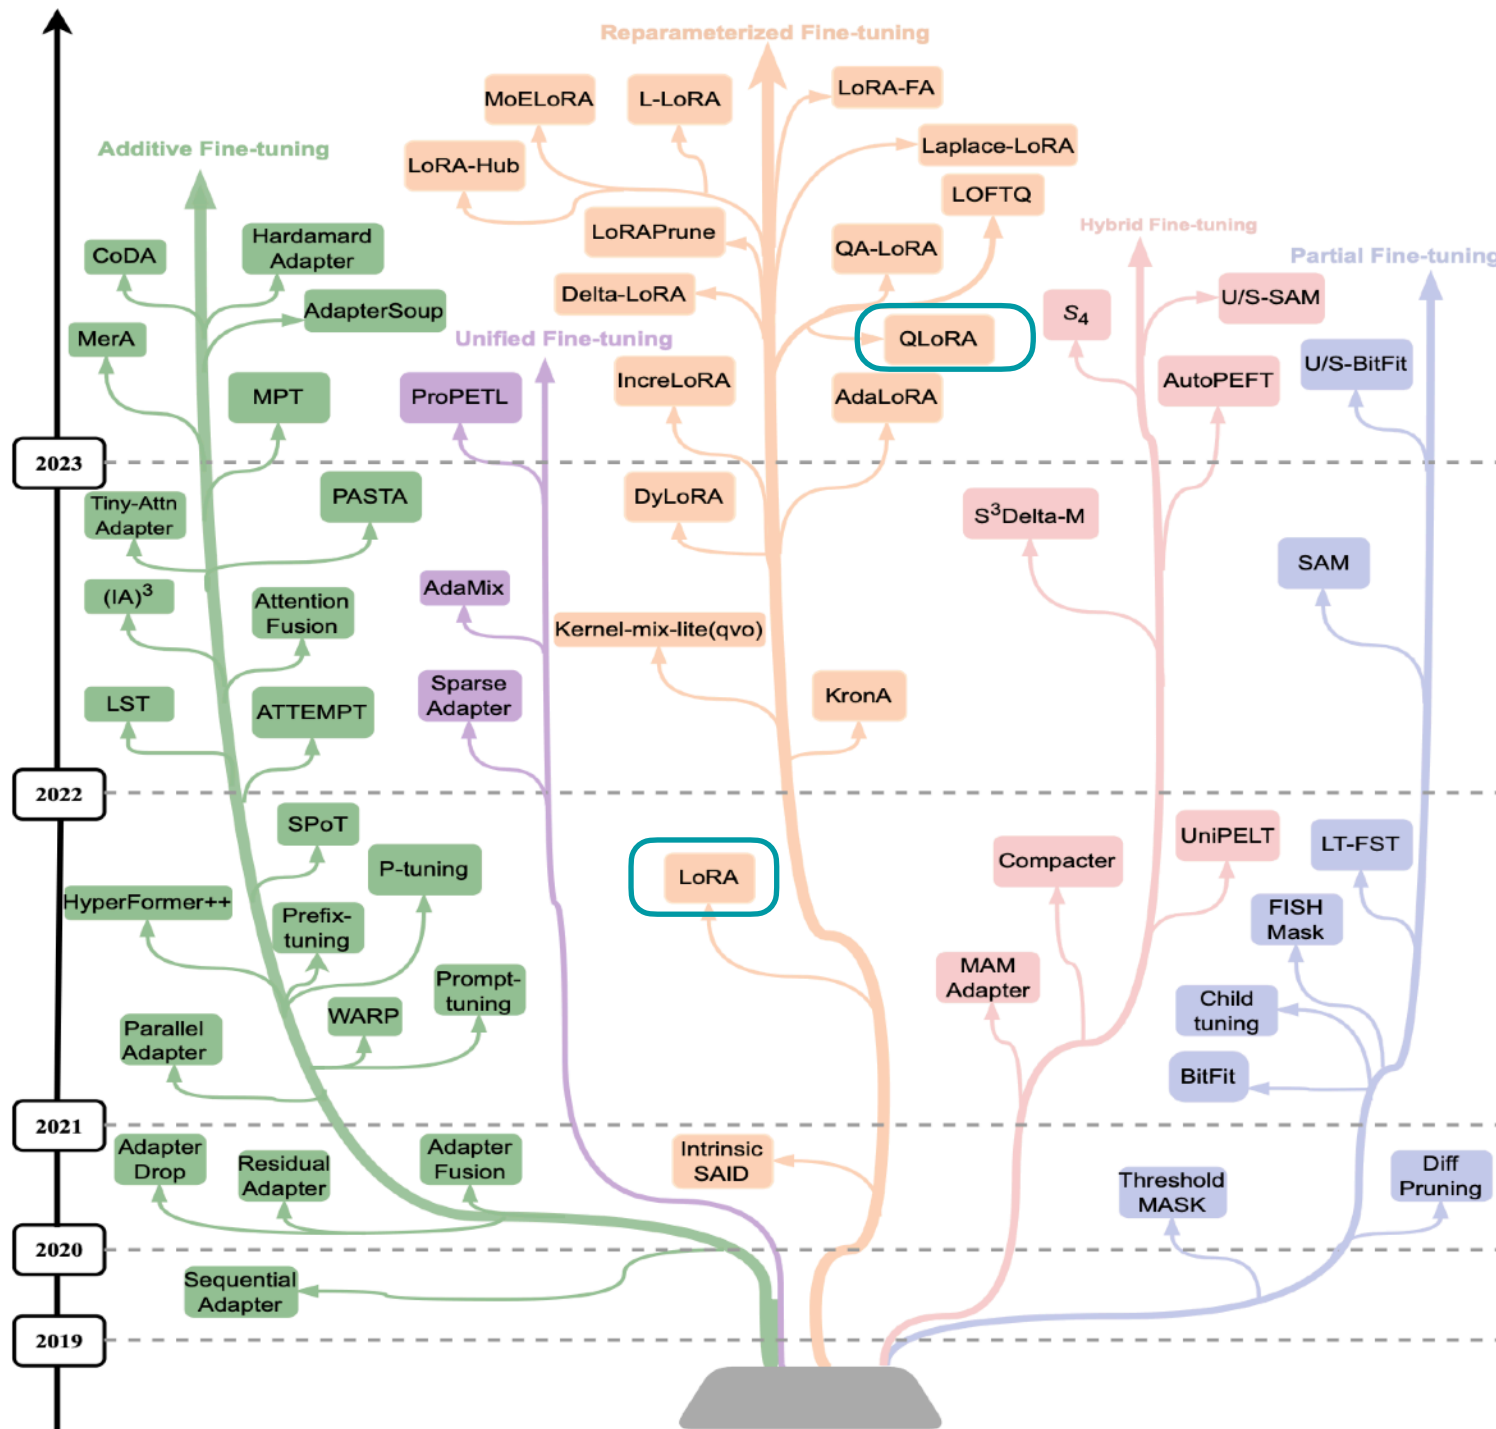 Reparameterized Fine-tuning
MoELoRA
L-LoRA
LoRA-FA
Additive Fine-tuning
LoRA-Hub
Laplace-LoRA
LOFTQ
Hybrid Fine-tuning
Partial Fine-tuning
CoDA
Hardamard
Adapter
LoRAPrune
QA-LoRA
Delta-LoRA
AdapterSoup
S4
U/S-SAM
MerA
Unified Fine-tuning
QLoRA
U/S-BitFit
MPT
ProPETL
IncreLoRA
AdaLoRA
AutoPEFT
2023
Tiny-Attn
Adapter
PASTA
DyLoRA
S³Delta-M
SAM
(IA)³
Attention
Fusion
AdaMix
Kernel-mix-lite(qvo)
LST
ATTEMPT
Sparse
Adapter
KronA
2022
SPoT
P-tuning
LoRA
Compacter
UniPELT
LT-FST
HyperFormer++
Prefix-
tuning
FISH
Mask
WARP
Prompt-
tuning
MAM
Adapter
Child
tuning
Parallel
Adapter
BitFit
2021
Adapter
Drop
Residual
Adapter
Adapter
Fusion
Intrinsic
SAID
Threshold
MASK
Diff
Pruning
2020
Sequential
Adapter
2019